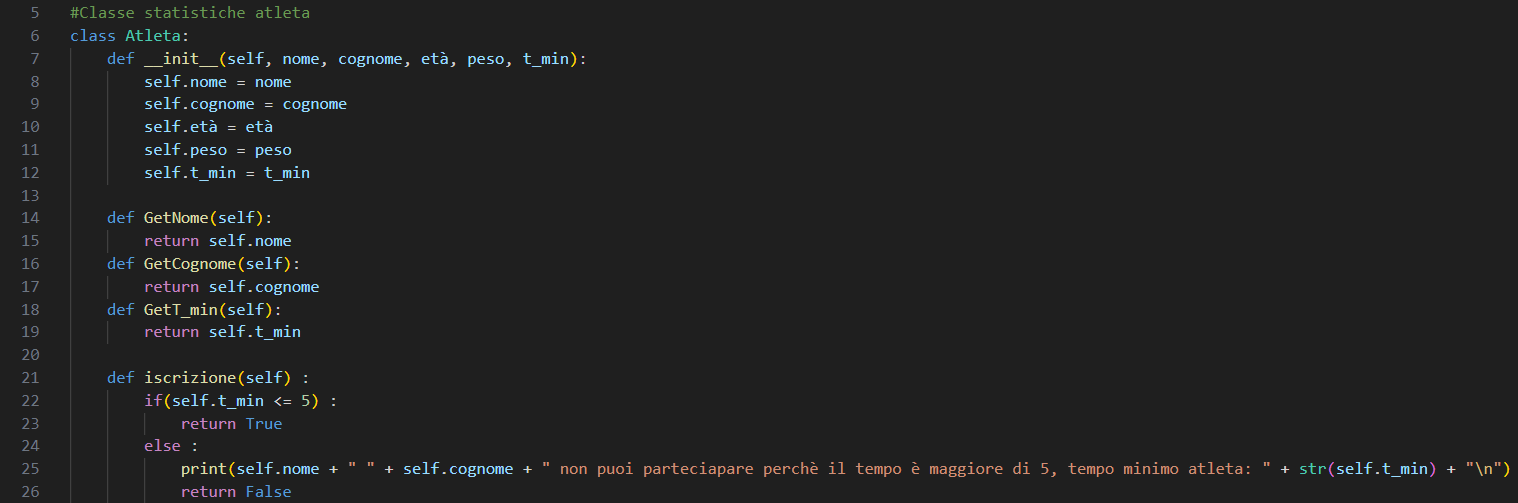 5 #Classe statistiche atleta
6 class Atleta:
7     def __init__(self, nome, cognome, età, peso, t_min):
8         self.nome = nome
9         self.cognome = cognome
10         self.età = età
11         self.peso = peso
12         self.t_min = t_min
13
14     def GetNome(self):
15         return self.nome
16     def GetCognome(self):
17         return self.cognome
18     def GetT_min(self):
19         return self.t_min
20
21     def iscrizione(self) :
22         if(self.t_min <= 5) :
23             return True
24         else :
25             print(self.nome + " " + self.cognome + " non puoi parteciapare perchè il tempo è maggiore di 5, tempo minimo atleta: " + str(self.t_min) + "\n")
26             return False